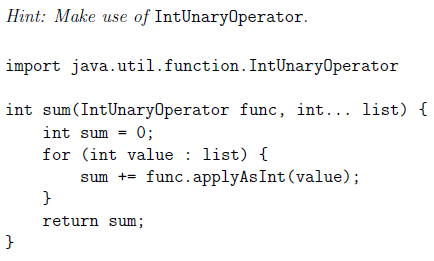 Hint: Make use of IntUnaryOperator.
import java.util.function.IntUnaryOperator
int sum(IntUnaryOperator func, int... list) {
    int sum = 0;
    for (int value : list) {
        sum += func.applyAsInt(value);
    }
    return sum;
}